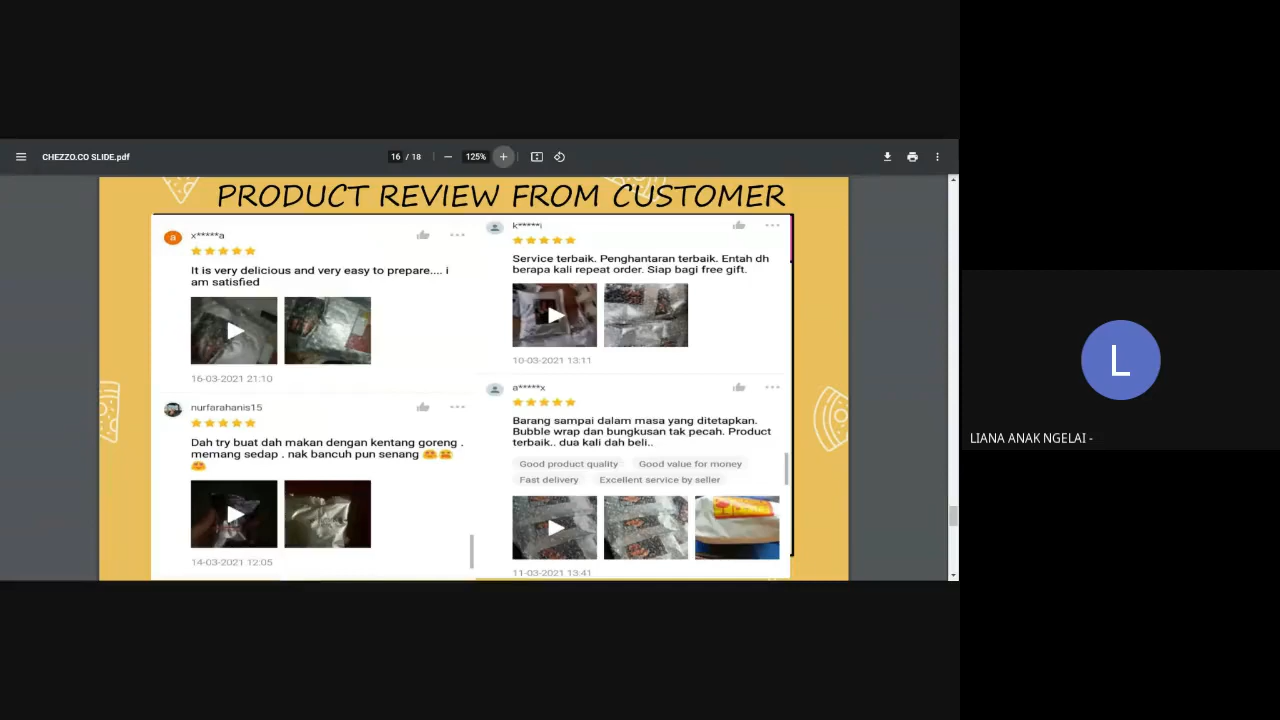 CHEZZO.CO SLIDE.pdf
16 / 18
125%
PRODUCT REVIEW FROM CUSTOMER
a
x*****a
It is very delicious and very easy to prepare.... i
am satisfied
16-03-2021 21:10
nurfarahanis15
Dah try buat dah makan dengan kentang goreng .
memang sedap . nak bancuh pun senang
14-03-2021 12:05
k*****i
Service terbaik. Penghantaran terbaik. Entah dh
berapa kali repeat order. Siap bagi free gift.
10-03-2021 13:11
a*****x
Barang sampai dalam masa yang ditetapkan.
Bubble wrap dan bungkusan tak pecah. Product
terbaik.. dua kali dah beli..
Good product quality
Good value for money
Fast delivery
Excellent service by seller
11-03-2021 13:41
L
LIANA ANAK NGELAI -